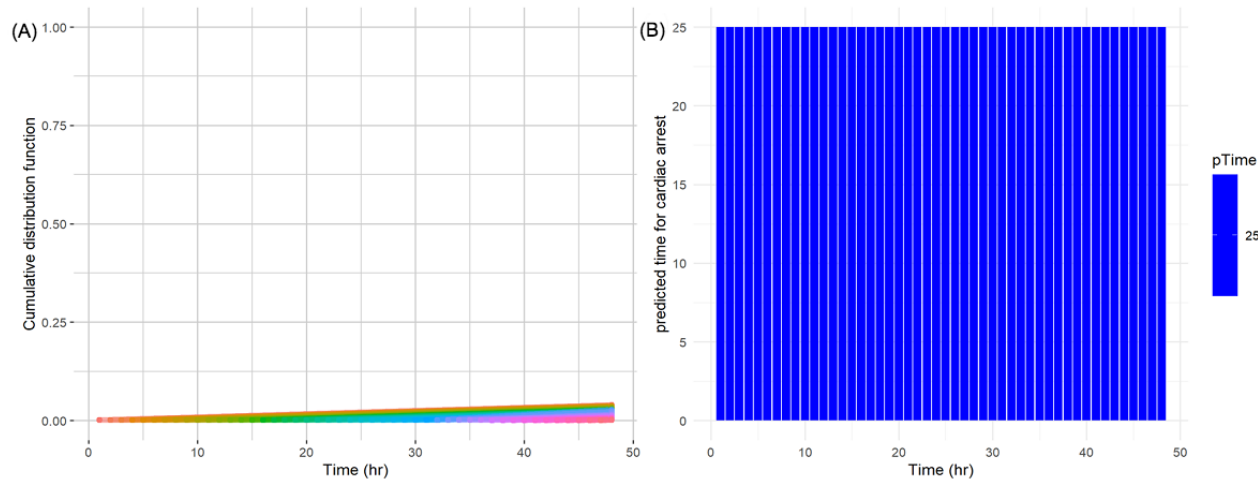 (A)
Cumulative distribution function
1.00
0.75
0.50
0.25
0.00
0 10 20 30 40 50
Time (hr)
(B)
predicted time for cardiac arrest
25
20
15
10
5
0
0 10 20 30 40 50
Time (hr)
pTime
25